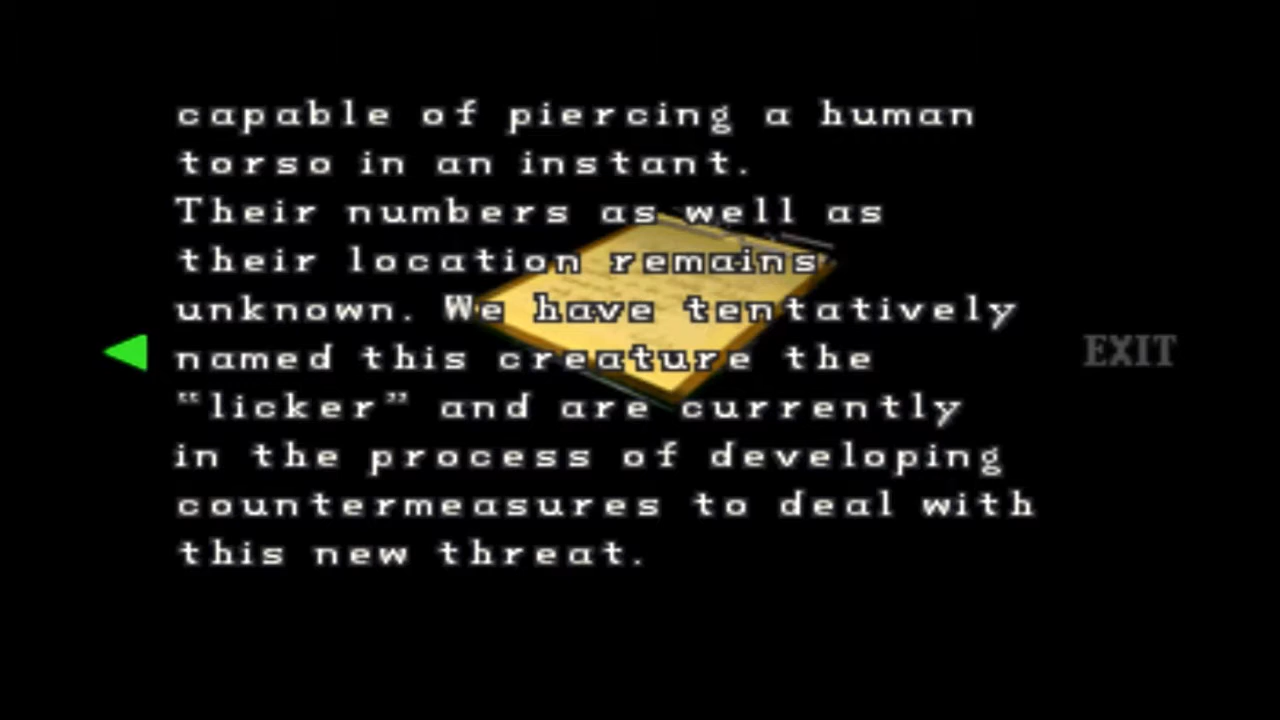 capable of piercing a human
torso in an instant.
Their numbers as well as
their location remains
unknown. We have tentatively
named this creature the
"licker" and are currently
in the process of developing
countermeasures to deal with
this new threat.
EXIT